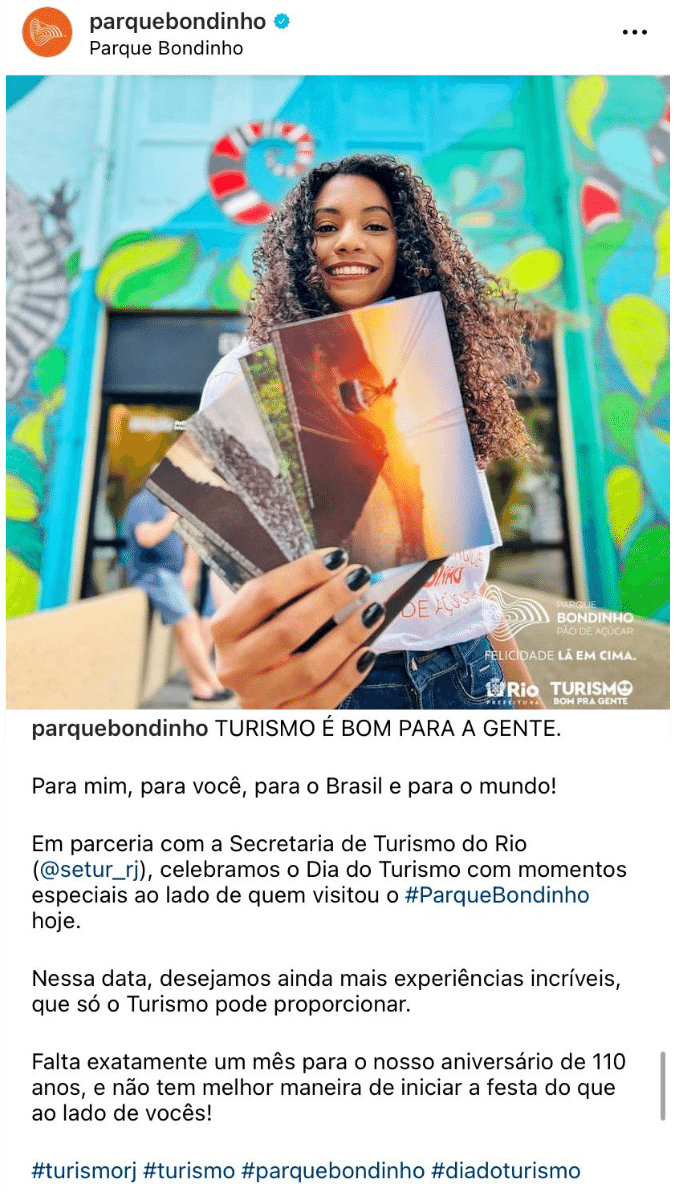 parquebondinho
Parque Bondinho
DE AÇÚ
PARQUE
BONDINHO
PÃO DE AÇÚCAR
FELICIDADE LÁ EM CIMA.
Rio
PREFEITURA
TURISMO
BOM PRA GENTE
parquebondinho TURISMO É BOM PARA A GENTE.
Para mim, para você, para o Brasil e para o mundo!
Em parceria com a Secretaria de Turismo do Rio
(@setur_rj), celebramos o Dia do Turismo com momentos
especiais ao lado de quem visitou o #ParqueBondinho
hoje.
Nessa data, desejamos ainda mais experiências incríveis,
que só o Turismo pode proporcionar.
Falta exatamente um mês para o nosso aniversário de 110
anos, e não tem melhor maneira de iniciar a festa do que
ao lado de vocês!
#turismorj #turismo #parquebondinho #diadoturismo